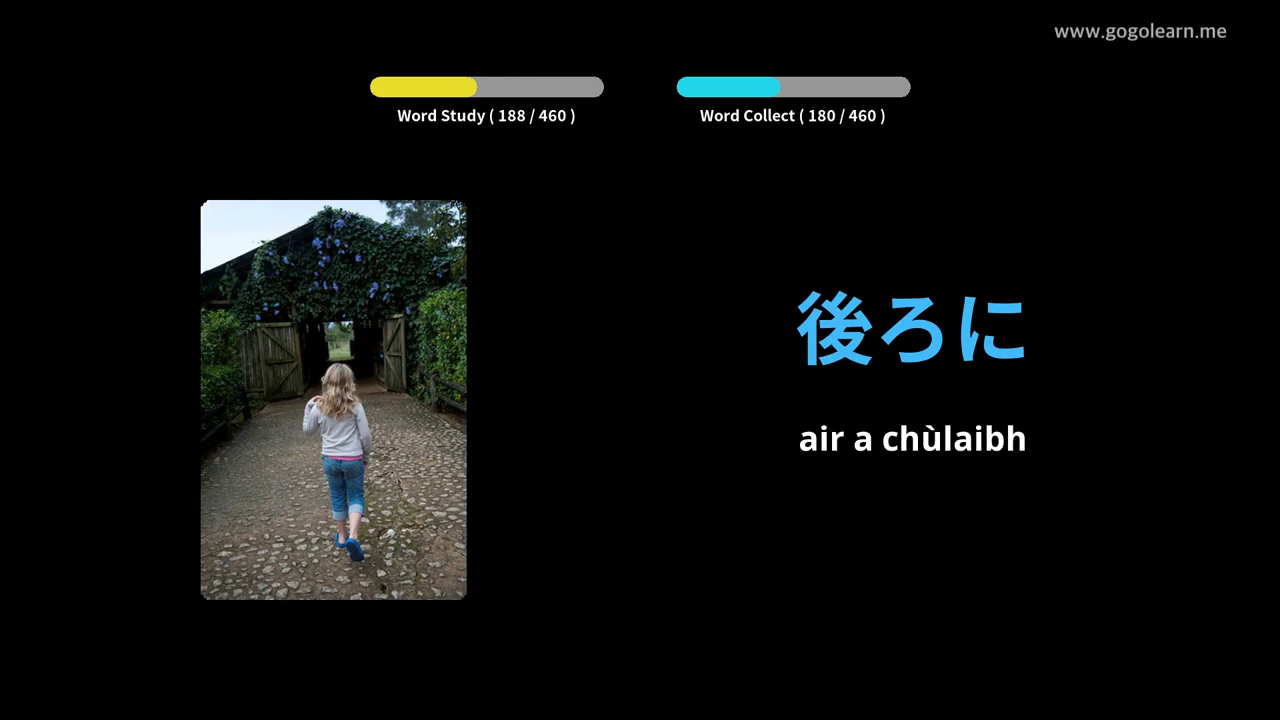 www.gogolearn.me
Word Study ( 188 / 460 )
Word Collect ( 180 / 460 )
後ろに
air a chùlaibh